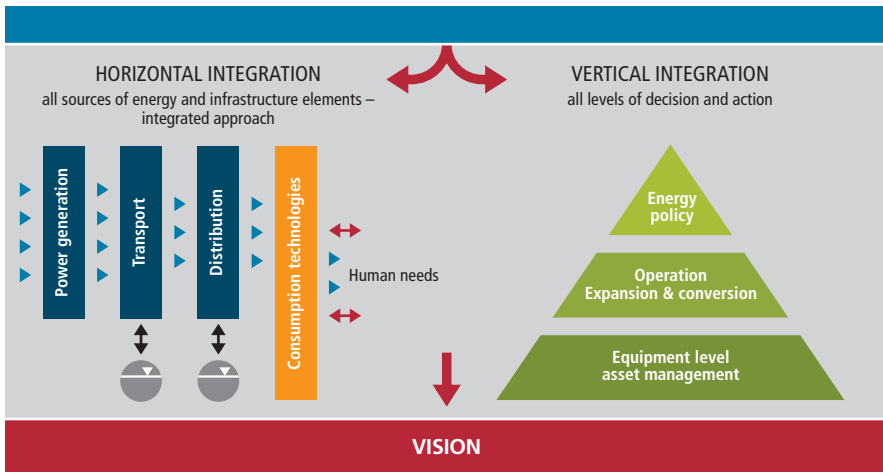 HORIZONTAL INTEGRATION
all sources of energy and infrastructure elements –
integrated approach
Power generation
Transport
Distribution
Consumption technologies
Human needs
VERTICAL INTEGRATION
all levels of decision and action
Energy
policy
Operation
Expansion & conversion
Equipment level
asset management
VISION